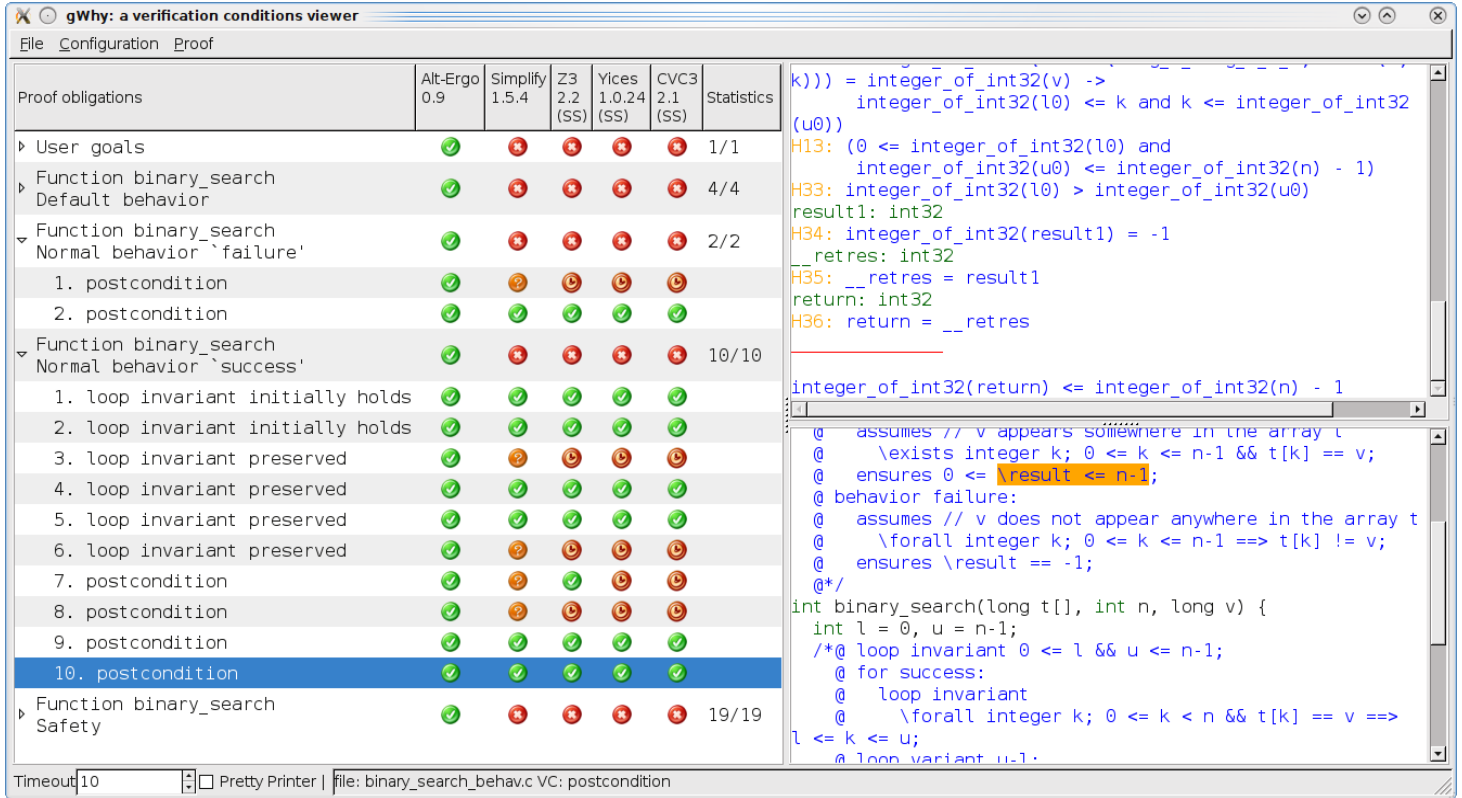 gWhy: a verification conditions viewer
File Configuration Proof
Proof obligations
Alt-Ergo
0.9
Simplify
1.5.4
Z3
2.2
(SS)
Yices
1.0.24
(SS)
CVC3
2.1
(SS)
Statistics
User goals 1/1
Function binary_search
Default behavior 4/4
Function binary_search
Normal behavior `failure' 2/2
1. postcondition
2. postcondition
Function binary_search
Normal behavior `success' 10/10
1. loop invariant initially holds
2. loop invariant initially holds
3. loop invariant preserved
4. loop invariant preserved
5. loop invariant preserved
6. loop invariant preserved
7. postcondition
8. postcondition
9. postcondition
10. postcondition
Function binary_search
Safety 19/19
k))) = integer_of_int32(v) ->
integer_of_int32(l0) <= k and k <= integer_of_int32
(u0))
H13: (0 <= integer_of_int32(l0) and
integer_of_int32(u0) <= integer_of_int32(n) - 1)
H33: integer_of_int32(l0) > integer_of_int32(u0)
result1: int32
H34: integer_of_int32(result1) = -1
__retres: int32
H35: __retres = result1
return: int32
H36: return = __retres
integer_of_int32(return) <= integer_of_int32(n) - 1
@ assumes // v appears somewhere in the array t
@ \exists integer k; 0 <= k <= n-1 && t[k] == v;
@ ensures 0 <= \result <= n-1;
@ behavior failure:
@ assumes // v does not appear anywhere in the array t
@ \forall integer k; 0 <= k <= n-1 ==> t[k] != v;
@ ensures \result == -1;
@*/
int binary_search(long t[], int n, long v) {
int l = 0, u = n-1;
/*@ loop invariant 0 <= l && u <= n-1;
@ for success:
@ loop invariant
@ \forall integer k; 0 <= k < n && t[k] == v ==>
l <= k <= u;
@ loop variant u-l;
Timeout 10 Pretty Printer | file: binary_search_behav.c VC: postcondition